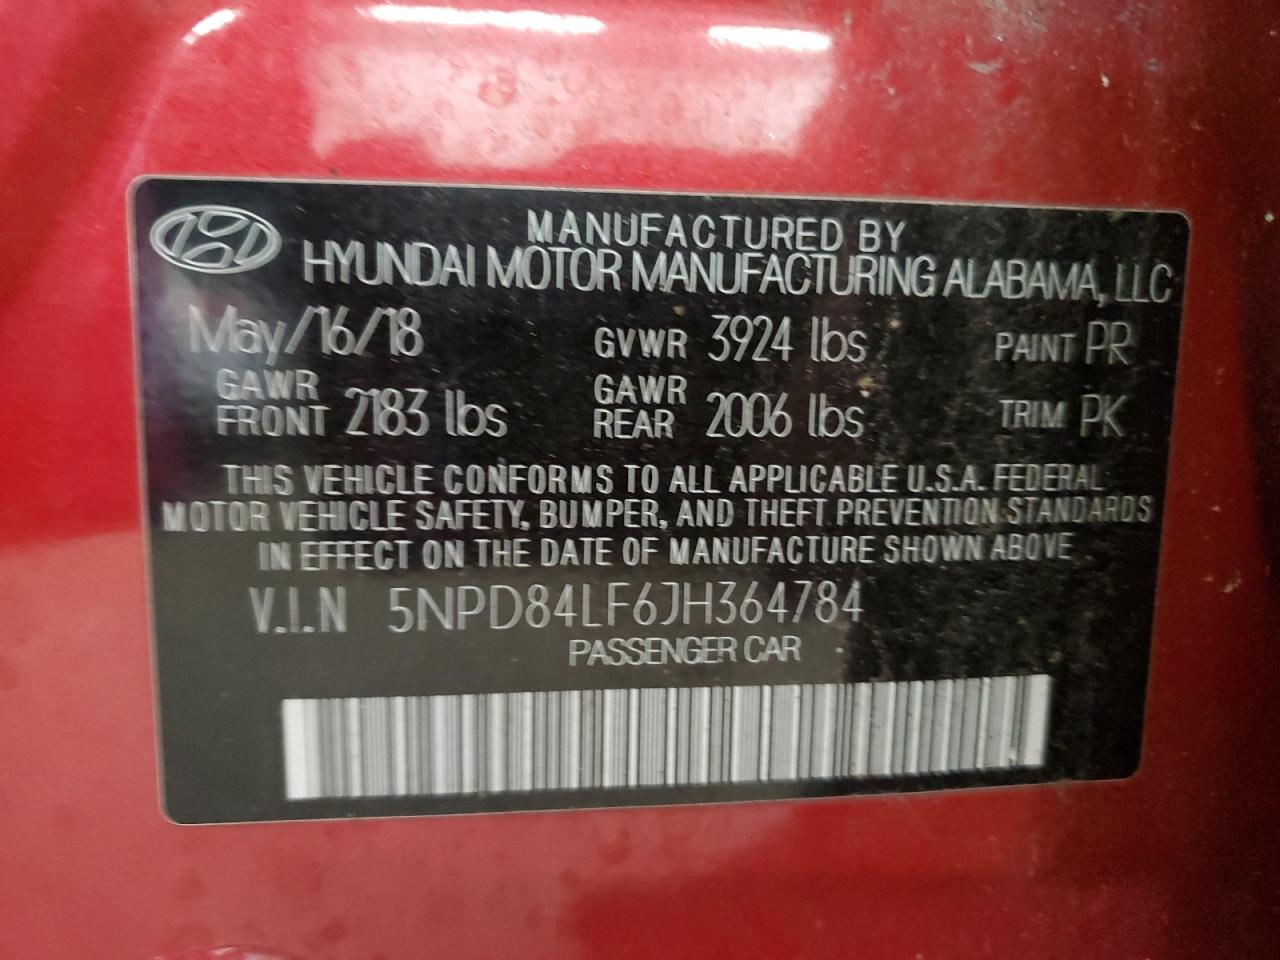 MANUFACTURED BY
HYUNDAI MOTOR MANUFACTURING ALABAMA, LLC
May/16/18 GVWR 3924 lbs PAINT PR
GAWR FRONT 2183 lbs GAWR REAR 2006 lbs TRIM PK
THIS VEHICLE CONFORMS TO ALL APPLICABLE U.S.A. FEDERAL
MOTOR VEHICLE SAFETY, BUMPER, AND THEFT PREVENTION STANDARDS
IN EFFECT ON THE DATE OF MANUFACTURE SHOWN ABOVE
V.I.N 5NPD84LF6JH364784
PASSENGER CAR